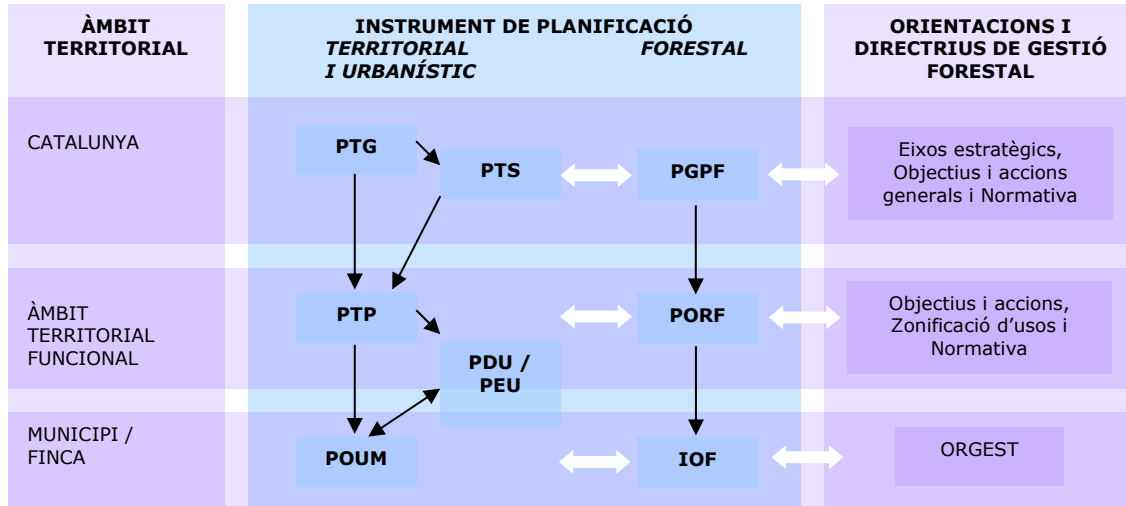 ÀMBIT
TERRITORIAL
INSTRUMENT DE PLANIFICACIÓ
TERRITORIAL
I URBANÍSTIC
FORESTAL
ORIENTACIONS I
DIRECTRIUS DE GESTIÓ
FORESTAL
CATALUNYA
PTG
PTS
PGPF
Eixos estratègics,
Objectius i accions
generals i Normativa
ÀMBIT
TERRITORIAL
FUNCIONAL
PTP
PDU /
PEU
PORF
Objectius i accions,
Zonificació d'usos i
Normativa
MUNICIPI /
FINCA
POUM
IOF
ORGEST